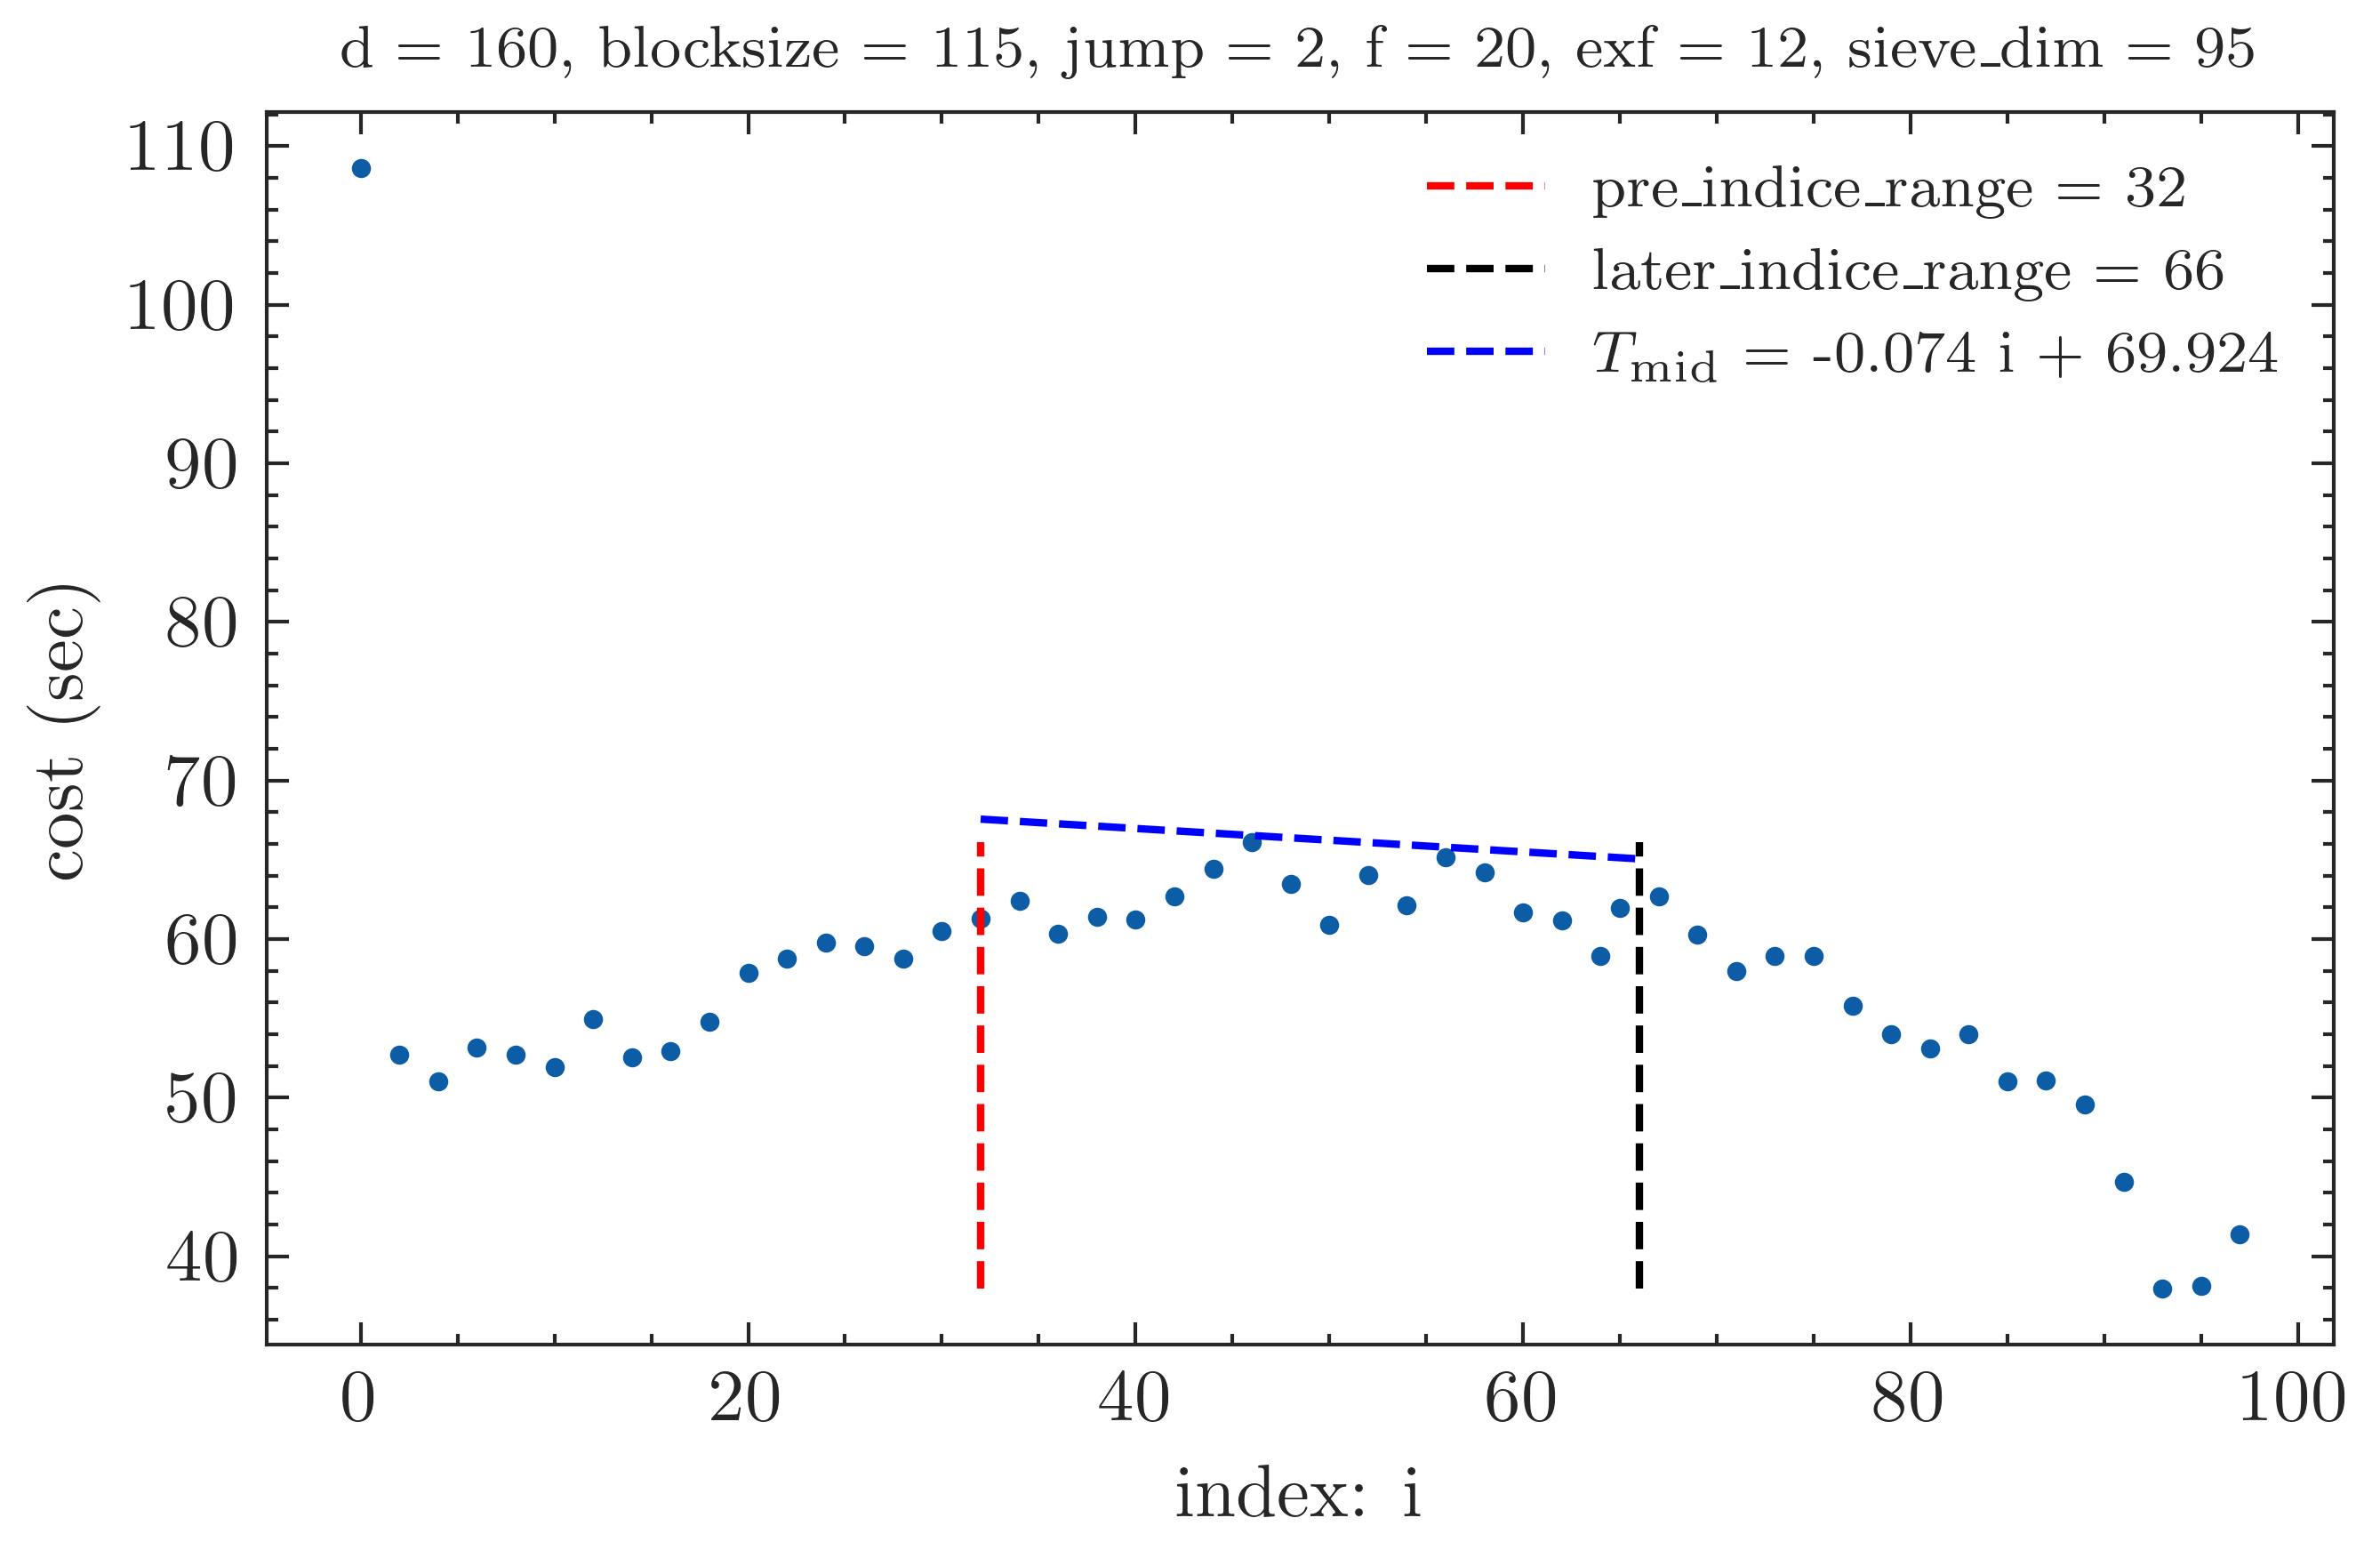 d = 160, blocksize = 115, jump = 2, f = 20, exf = 12, sieve_dim = 95
110
100
90
80
70
60
50
40
cost (sec)
pre_indice_range = 32
later_indice_range = 66
T_mid = -0.074 i + 69.924
0 20 40 60 80 100
index: i